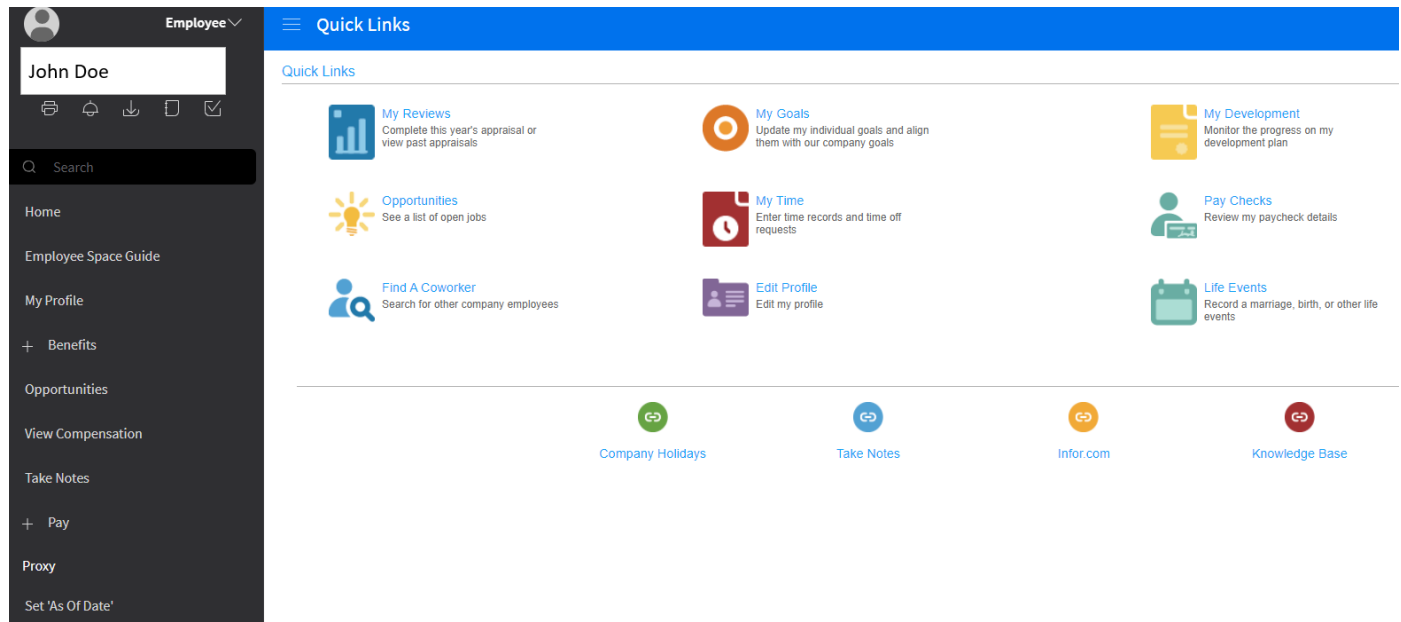 Employee
John Doe
Search
Home
Employee Space Guide
My Profile
+ Benefits
Opportunities
View Compensation
Take Notes
+ Pay
Proxy
Set 'As Of Date'
Quick Links
Quick Links
My Reviews
Complete this year's appraisal or
view past appraisals
My Goals
Update my individual goals and align
them with our company goals
My Development
Monitor the progress on my
development plan
Opportunities
See a list of open jobs
My Time
Enter time records and time off
requests
Pay Checks
Review my paycheck details
Find A Coworker
Search for other company employees
Edit Profile
Edit my profile
Life Events
Record a marriage, birth, or other life
events
Company Holidays
Take Notes
Infor.com
Knowledge Base